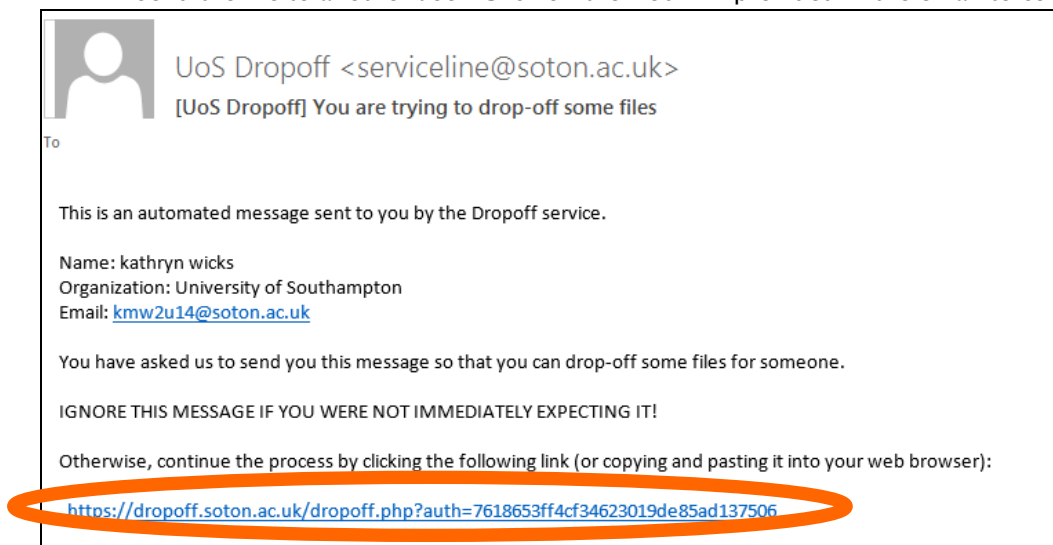 UoS Dropoff <serviceline@soton.ac.uk>
[UoS Dropoff] You are trying to drop-off some files
To
This is an automated message sent to you by the Dropoff service.
Name: kathryn wicks
Organization: University of Southampton
Email: kmw2u14@soton.ac.uk
You have asked us to send you this message so that you can drop-off some files for someone.
IGNORE THIS MESSAGE IF YOU WERE NOT IMMEDIATELY EXPECTING IT!
Otherwise, continue the process by clicking the following link (or copying and pasting it into your web browser):
https://dropoff.soton.ac.uk/dropoff.php?auth=7618653ff4cf34623019de85ad137506